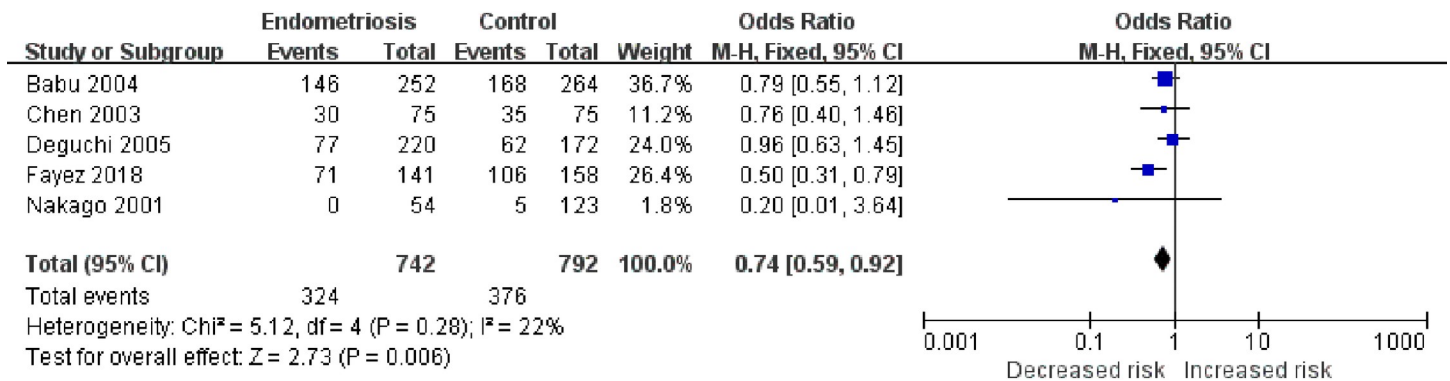 Endometriosis Control Odds Ratio Odds Ratio
Study or Subgroup Events Total Events Total Weight M-H, Fixed, 95% CI M-H, Fixed, 95% CI
Babu 2004 146 252 168 264 36.7% 0.79 [0.55, 1.12]
Chen 2003 30 75 35 75 11.2% 0.76 [0.40, 1.46]
Deguchi 2005 77 220 62 172 24.0% 0.96 [0.63, 1.45]
Fayez 2018 71 141 106 158 26.4% 0.50 [0.31, 0.79]
Nakago 2001 0 54 5 123 1.8% 0.20 [0.01, 3.64]
Total (95% CI) 742 792 100.0% 0.74 [0.59, 0.92]
Total events 324 376
Heterogeneity: Chi² = 5.12, df = 4 (P = 0.28); I² = 22%
Test for overall effect: Z = 2.73 (P = 0.006)
0.001 0.1 1 10 1000
Decreased risk Increased risk